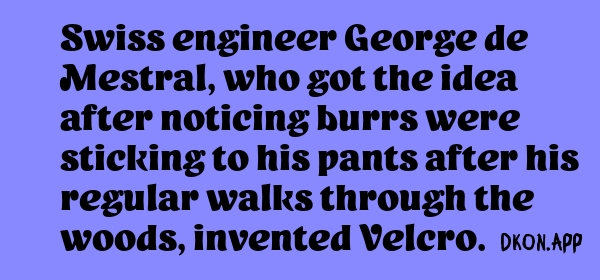 Swiss engineer George de
Mestral, who got the idea
after noticing burrs were
sticking to his pants after his
regular walks through the
woods, invented Velcro. DKON.APP